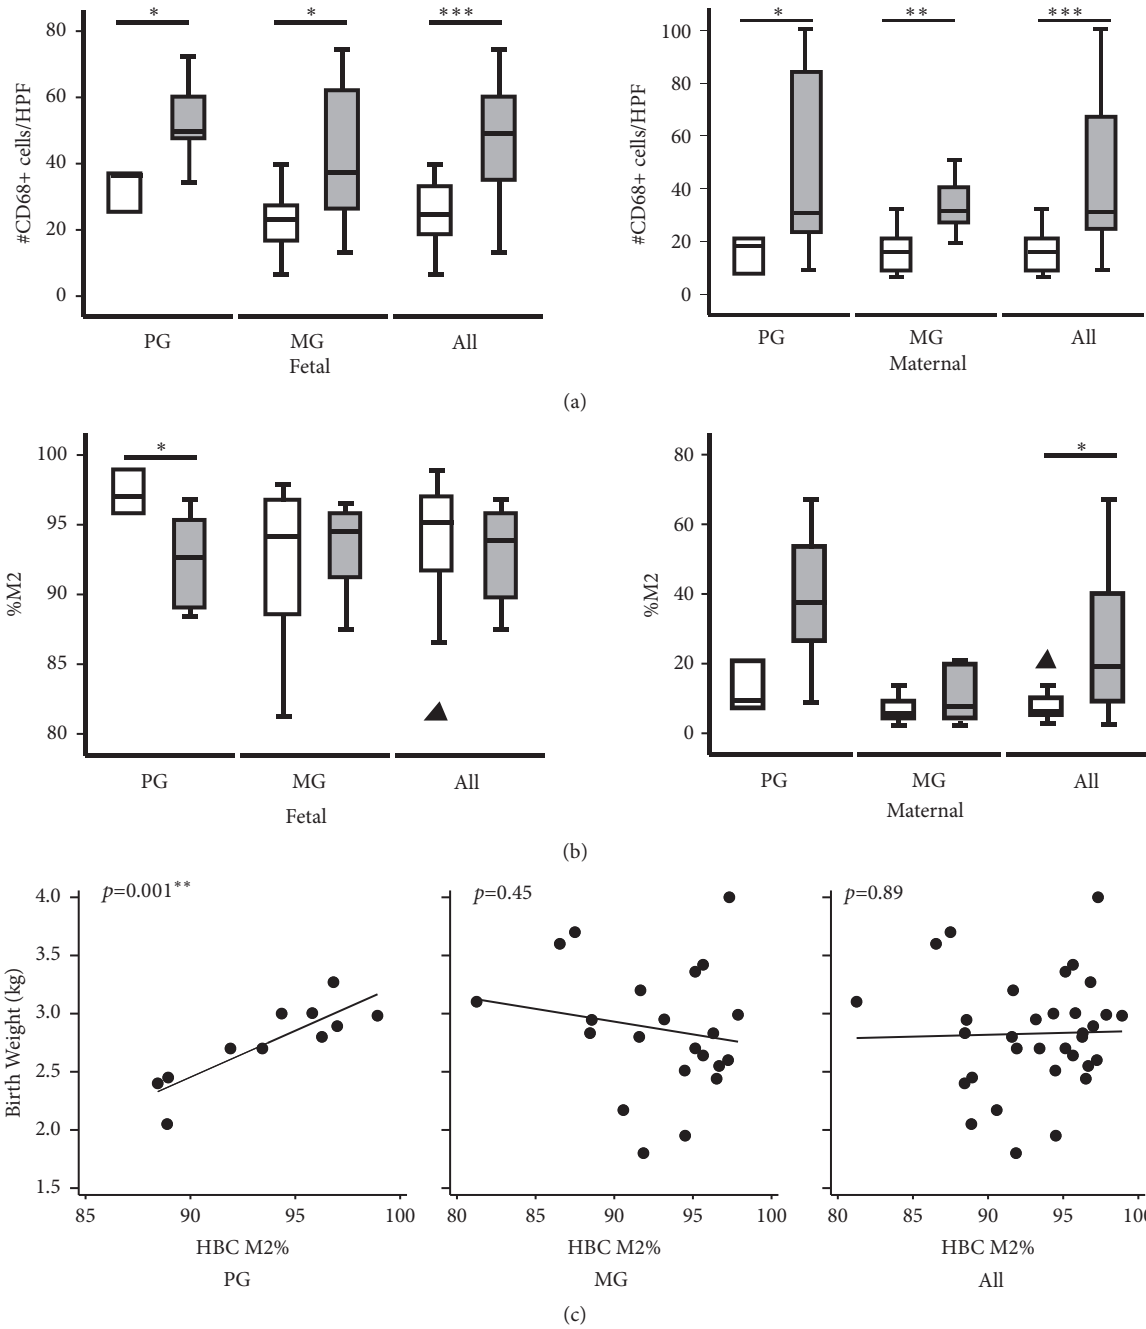 #CD68+ cells/HPF
80
60
40
20
0
*
*
***
PG
MG
All
Fetal
#CD68+ cells/HPF
100
80
60
40
20
0
*
**
***
PG
MG
All
Maternal
(a)
%M2
100
95
90
85
80
*
PG
MG
All
Fetal
%M2
80
60
40
20
0
*
PG
MG
All
Maternal
(b)
Birth Weight (kg)
4.0
3.5
3.0
2.5
2.0
1.5
p=0.001**
85 90 95 100
HBC M2%
PG
p=0.45
80 85 90 95 100
HBC M2%
MG
p=0.89
80 85 90 95 100
HBC M2%
All
(c)